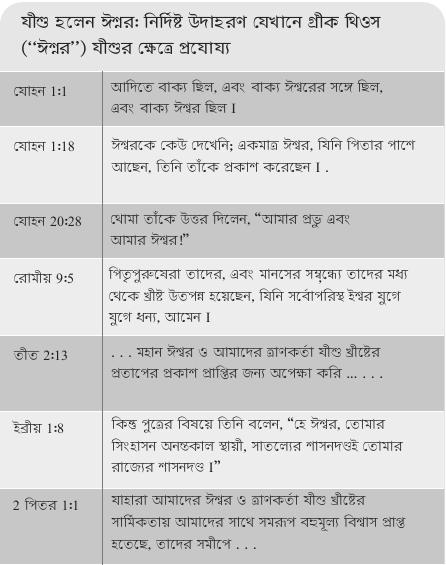 যীশু হলেন ঈশ্বর: নির্দিষ্ট উদাহরণ যেখানে গ্রীক থিওস
(“ঈশ্বর”) যীশুর ক্ষেত্রে প্রযোজ্য
যোহন 1:1
আদিতে বাক্য ছিল, এবং বাক্য ঈশ্বরের সঙ্গে ছিল,
এবং বাক্য ঈশ্বর ছিল I
যোহন 1:18
ঈশ্বরকে কেউ দেখেনি; একমাত্র ঈশ্বর, যিনি পিতার পাশে
আছেন, তিনি তাঁকে প্রকাশ করেছেন I .
যোহন 20:28
থোমা তাঁকে উত্তর দিলেন, “আমার প্রভু এবং
আমার ঈশ্বর!”
রোমীয় 9:5
পিতৃপুরুষেরা তাদের, এবং মানসের সম্বন্ধ্যে তাদের মধ্য
থেকে খ্রীষ্ট উতপন্ন হয়েছেন, যিনি সর্বোপরিস্থ ইশ্বর যুগে
যুগে ধন্য, আমেন I
তীত 2:13
. . . মহান ঈশ্বর ও আমাদের ত্রাণকর্তা যীশু খ্রীষ্টের
প্রতাপের প্রকাশ প্রাপ্তির জন্য অপেক্ষা করি ... . . .
ইব্রীয় 1:8
কিন্তু পুত্রের বিষয়ে তিনি বলেন, “হে ঈশ্বর, তোমার
সিংহাসন অনন্তকাল স্থায়ী, সাতল্যের শাসনদণ্ডই তোমার
রাজ্যের শাসনদণ্ড I”
2 পিতর 1:1
যাহারা আমাদের ঈশ্বর ও ত্রাণকর্তা যীশু খ্রীষ্টের
সার্মিকতায় আমাদের সাথে সমরূপ বহুমূল্য বিশ্বাস প্রাপ্ত
হতেছে, তাদের সমীপে . . .